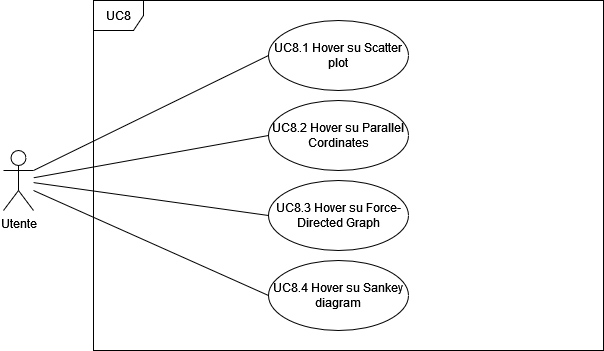 UC8
UC8.1 Hover su Scatter
plot
UC8.2 Hover su Parallel
Cordinates
UC8.3 Hover su Force-
Directed Graph
Utente
UC8.4 Hover su Sankey
diagram